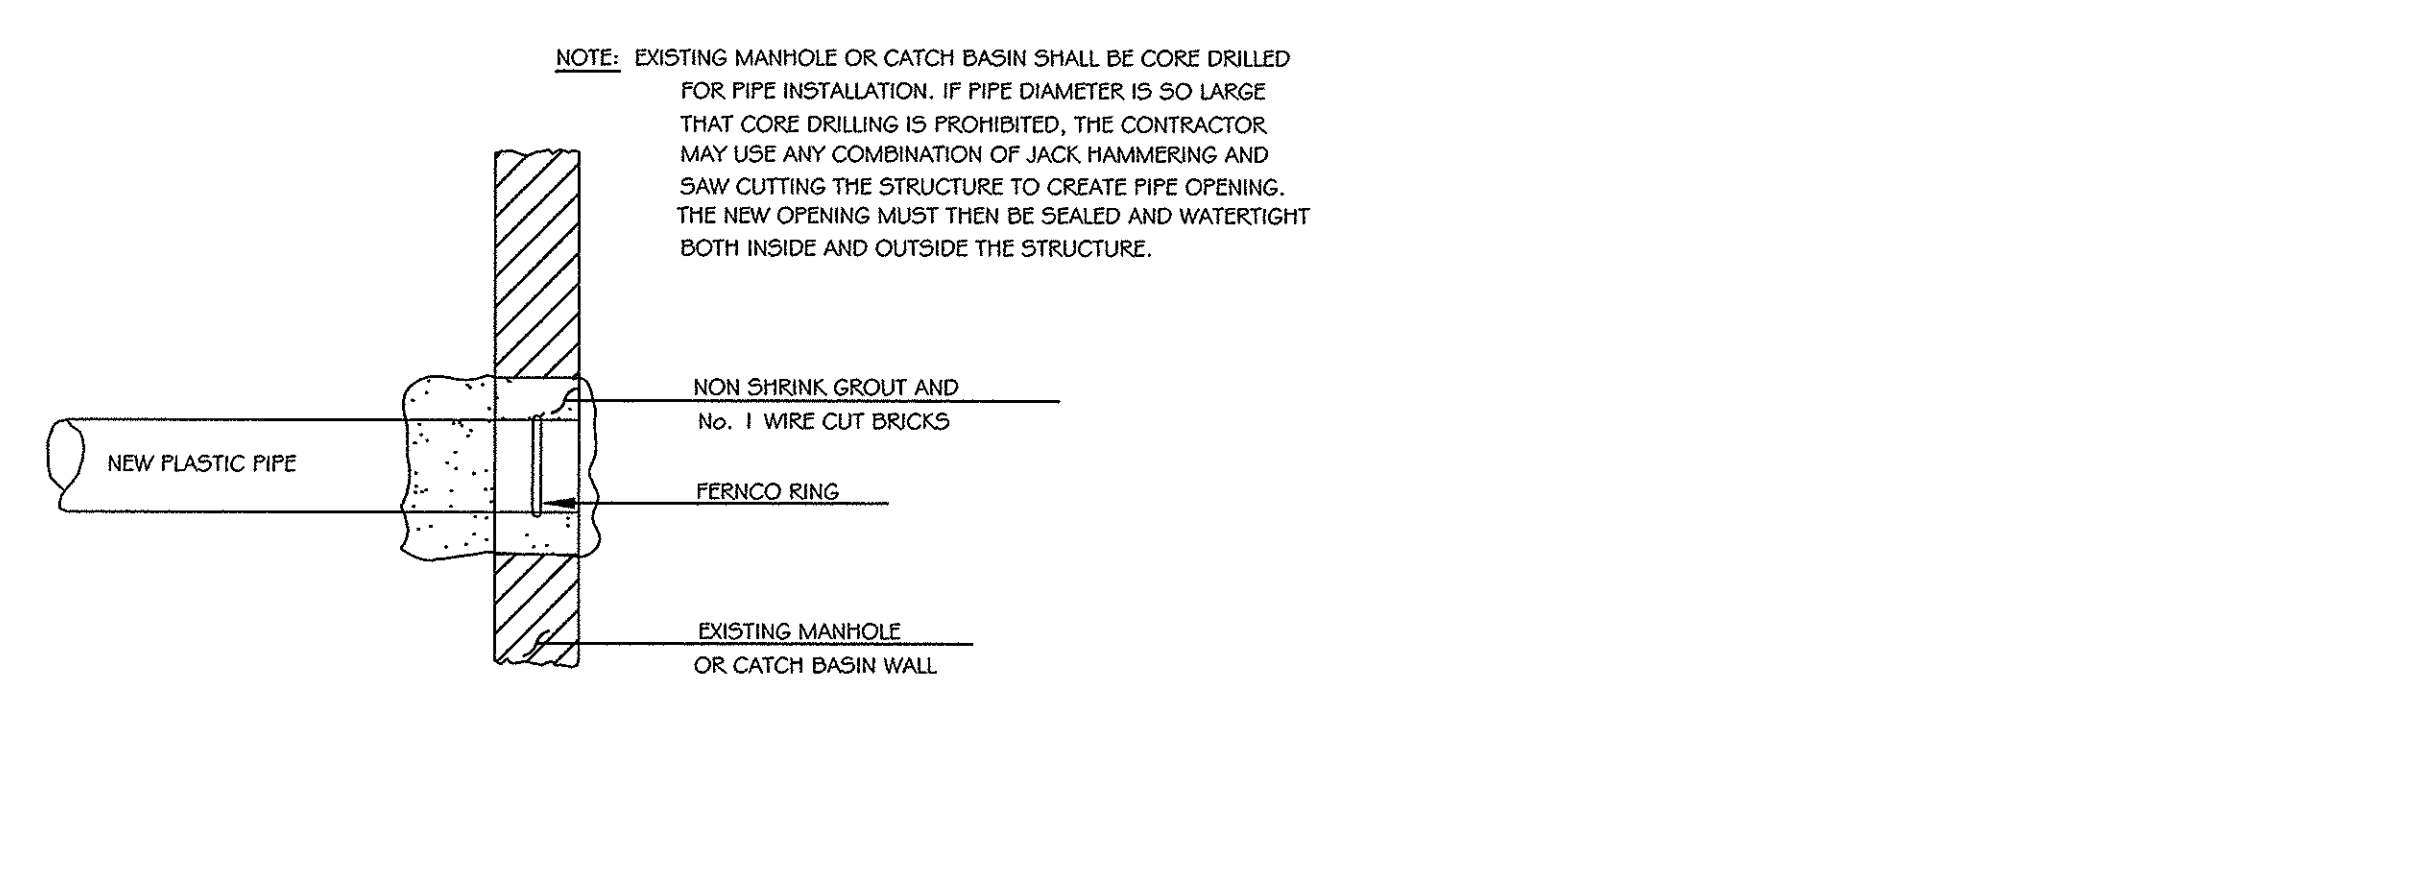 NOTE: EXISTING MANHOLE OR CATCH BASIN SHALL BE CORE DRILLED
FOR PIPE INSTALLATION. IF PIPE DIAMETER IS SO LARGE
THAT CORE DRILLING IS PROHIBITED, THE CONTRACTOR
MAY USE ANY COMBINATION OF JACK HAMMERING AND
SAW CUTTING THE STRUCTURE TO CREATE PIPE OPENING.
THE NEW OPENING MUST THEN BE SEALED AND WATERTIGHT
BOTH INSIDE AND OUTSIDE THE STRUCTURE.
NON SHRINK GROUT AND
No. 1 WIRE CUT BRICKS
NEW PLASTIC PIPE
FERNCO RING
EXISTING MANHOLE
OR CATCH BASIN WALL